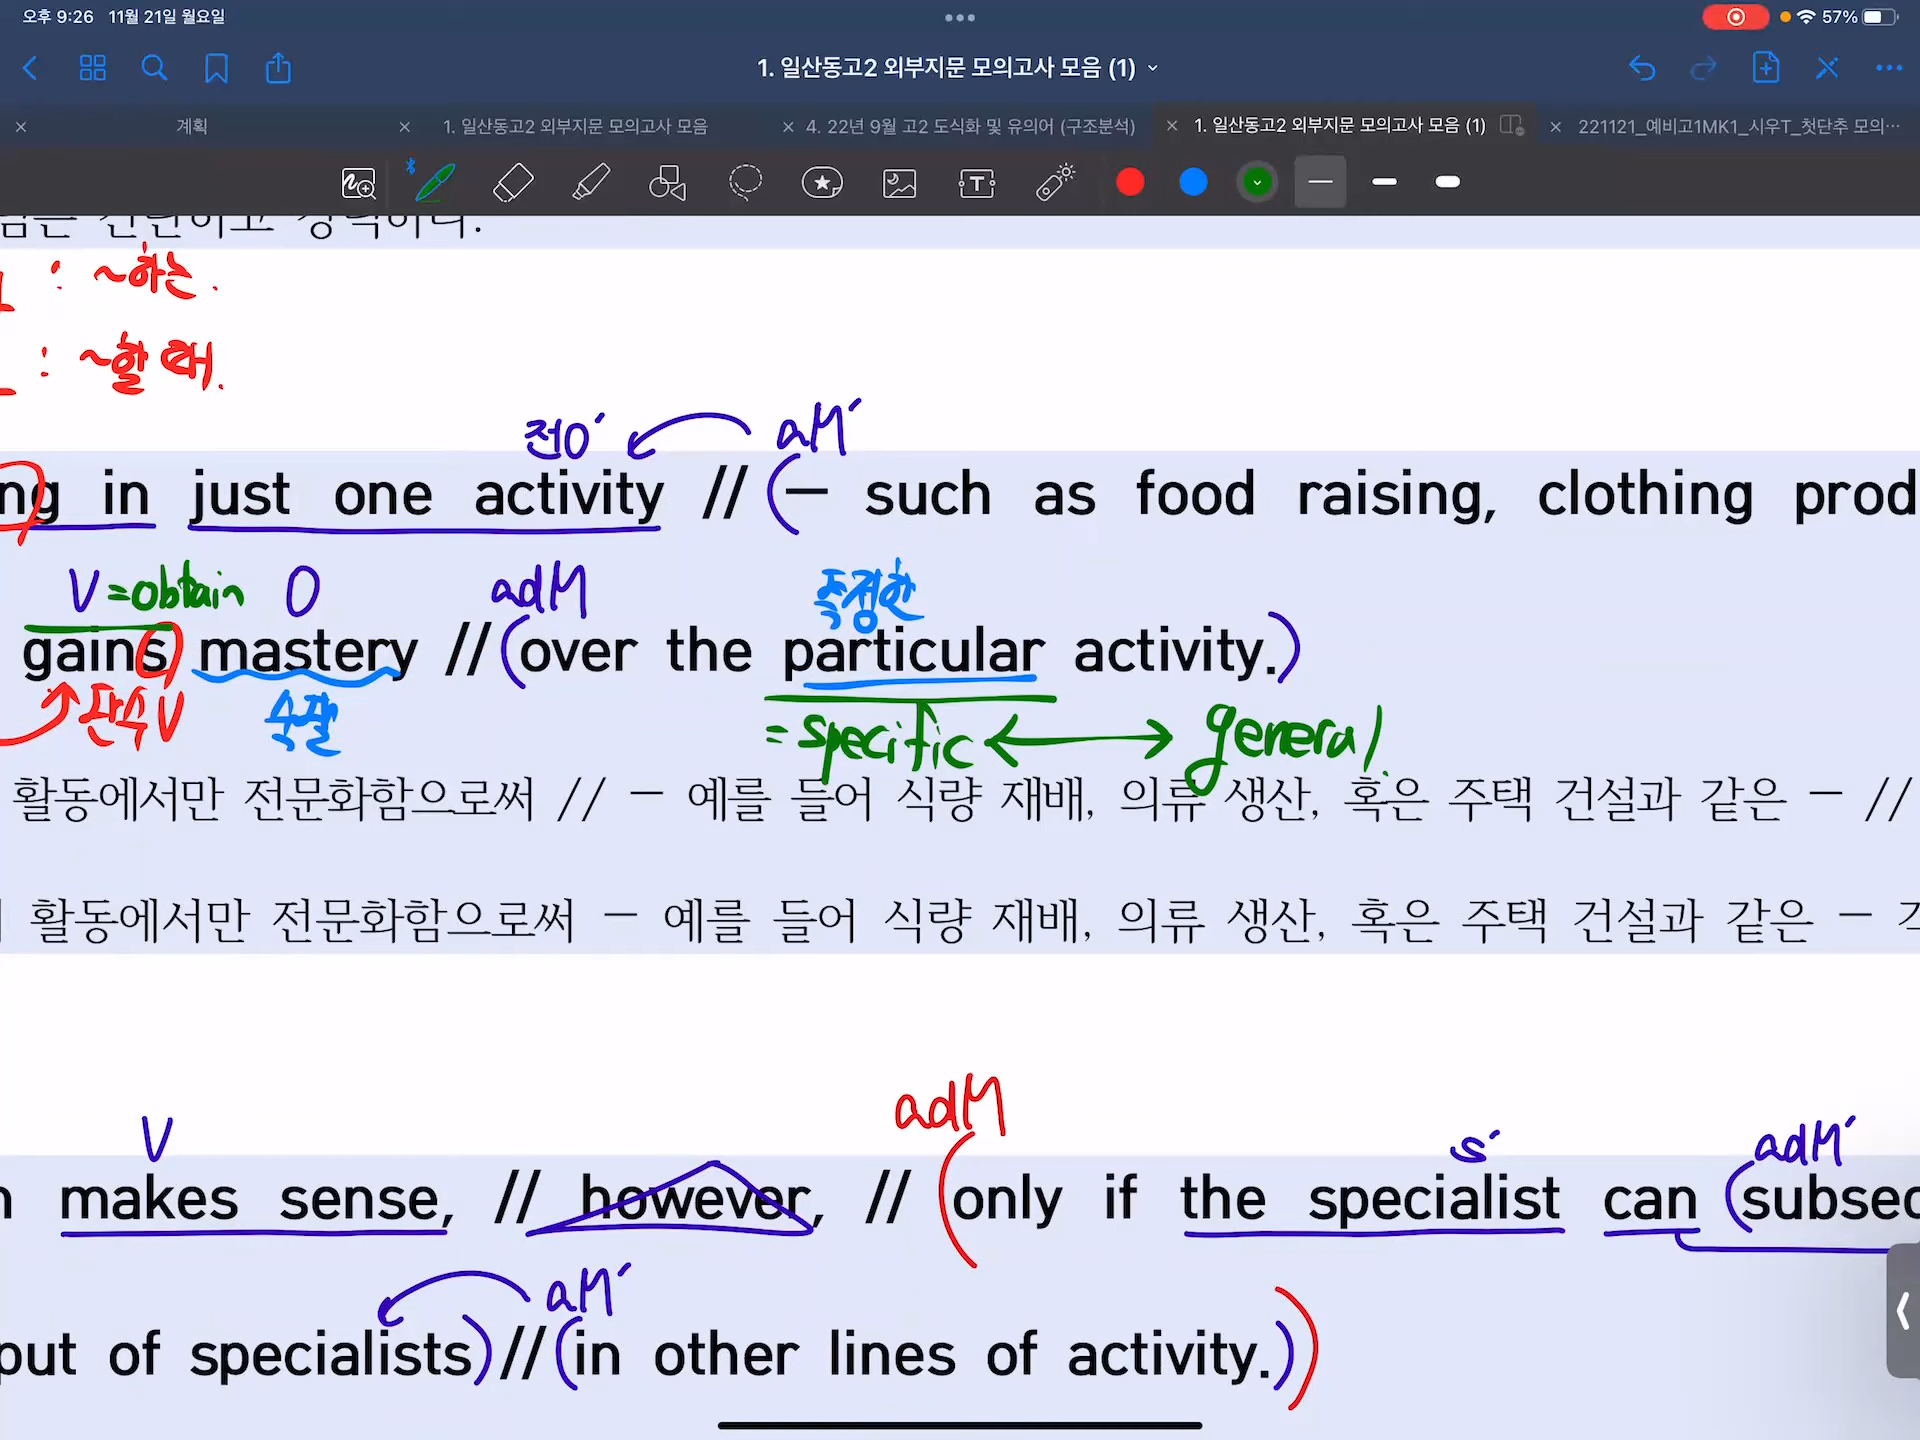 오후 9:26 11월 21일 월요일
57%
1. 일산동고2 외부지문 모의고사 모음 (1)
계획
1. 일산동고2 외부지문 모의고사 모음
4. 22년 9월 고2 도식화 및 유의어 (구조분석)
1. 일산동고2 외부지문 모의고사 모음 (1)
221121_예비고1MK1_시우T_첫단추 모의…
간단하고 강력하다.
: ~하는.
: ~할 때.
전O′ aM′
ng in just one activity // (— such as food raising, clothing prod
V =obtain O adM 특정한
gains mastery // (over the particular activity.)
단수V 숙달 = specific ↔ general.
활동에서만 전문화함으로써 // — 예를 들어 식량 재배, 의류 생산, 혹은 주택 건설과 같은 — //
활동에서만 전문화함으로써 — 예를 들어 식량 재배, 의류 생산, 혹은 주택 건설과 같은 — 각
V adM s′ adM′
n makes sense, // however, // (only if the specialist can (subsec
aM′
put of specialists) // (in other lines of activity.))